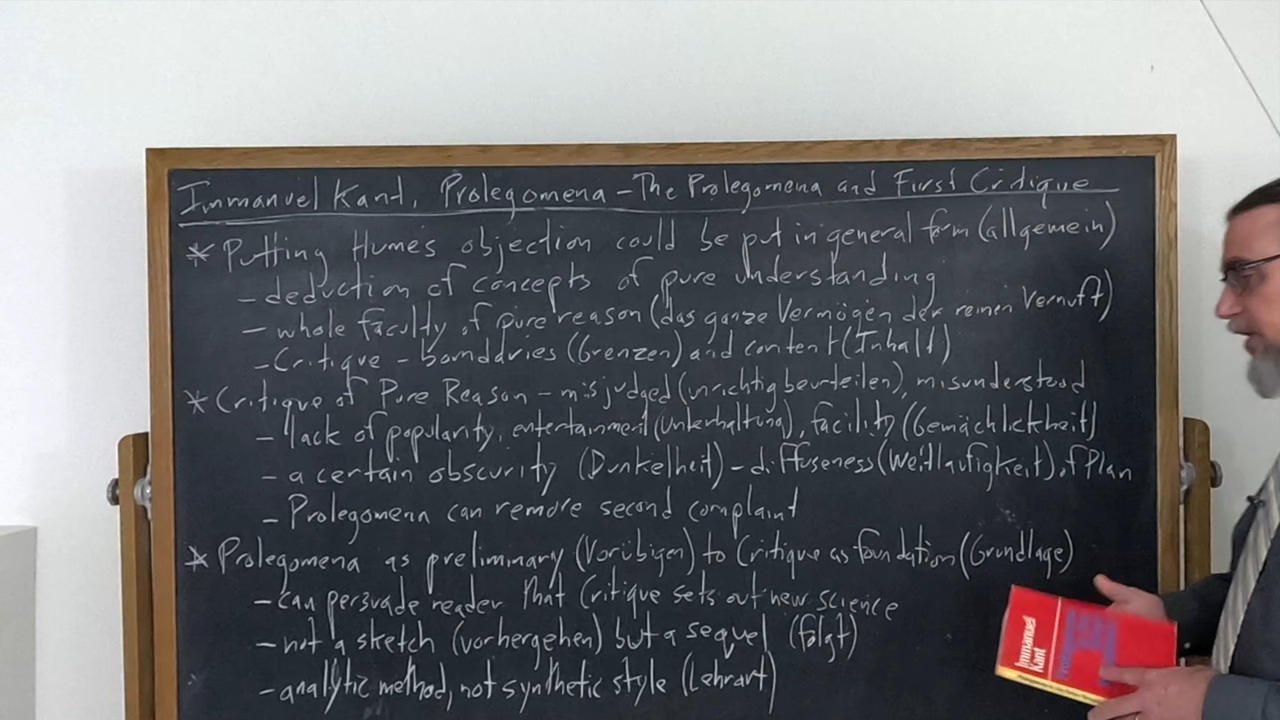 Immanuel Kant, Prolegomena - The Prolegomena and First Critique
* Putting Hume's objection could be put in general form (allgemein)
- deduction of concepts of pure understanding
- whole faculty of pure reason (das ganze Vermögen der reinen Vernuft)
- Critique - boundaries (Grenzen) and content (Inhalt)
* Critique of Pure Reason - misjudged (unrichtig beurteilen), misunderstood
- lack of popularity, entertainment (Unterhaltung), facility (Gemächlichkeit)
- a certain obscurity (Dunkelheit) - diffuseness (Weitlaufigkeit) of Plan
- Prolegomena can remove second complaint
* Prolegomena as preliminary (Vorübigen) to Critique as foundation (Grundlage)
- can persuade reader that Critique sets out new science
- not a sketch (vorhergehen) but a sequel (folgt)
- analytic method, not synthetic style (Lehrart)
Immanuel
Kant